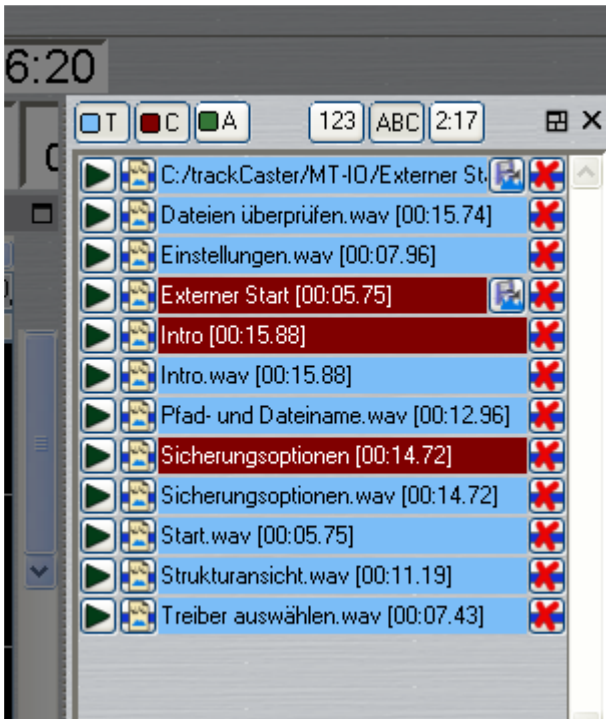 6:20
T C A 123 ABC 2:17
C:/trackCaster/MT-IO/Externer St
Dateien überprüfen.wav [00:15.74]
Einstellungen.wav [00:07.96]
Externer Start [00:05.75]
Intro [00:15.88]
Intro.wav [00:15.88]
Pfad- und Dateiname.wav [00:12.96]
Sicherungsoptionen [00:14.72]
Sicherungsoptionen.wav [00:14.72]
Start.wav [00:05.75]
Strukturansicht.wav [00:11.19]
Treiber auswählen.wav [00:07.43]